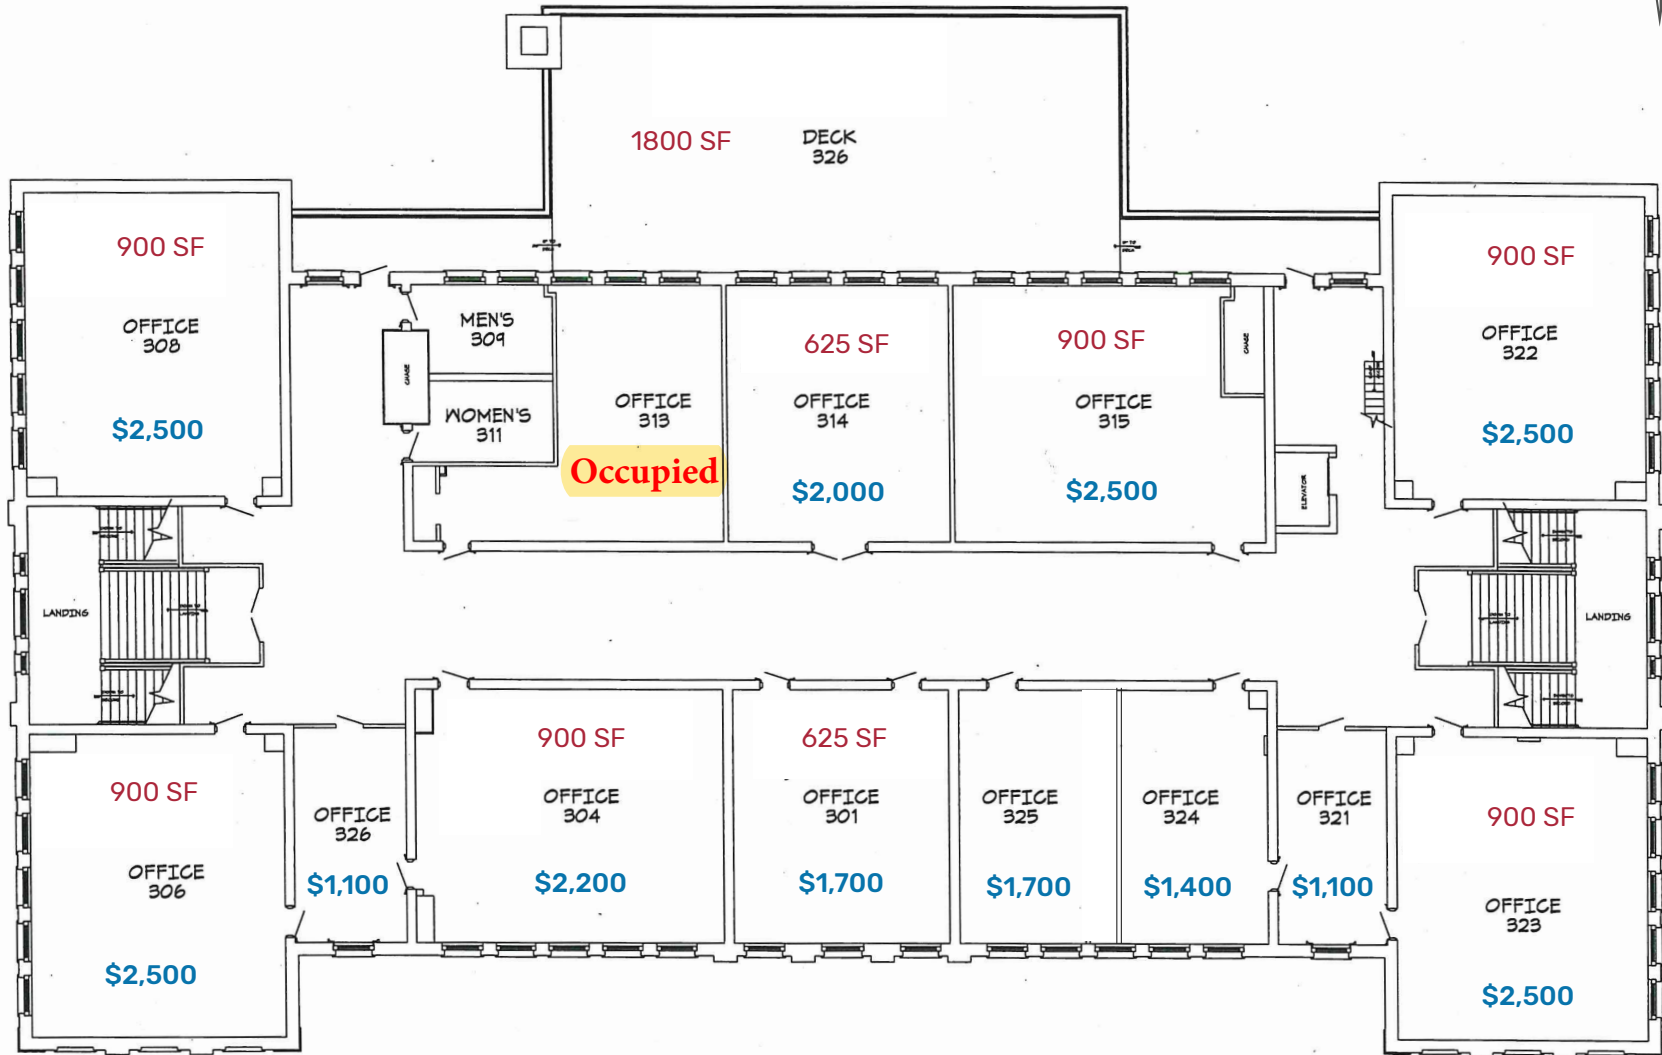 1800 SF
DECK
326
900 SF
OFFICE
308
$2,500
MEN'S
309
CHASE
WOMEN'S
311
OFFICE
313
Occupied
625 SF
OFFICE
314
$2,000
900 SF
OFFICE
315
$2,500
CHASE
ELEVATOR
900 SF
OFFICE
322
$2,500
LANDING
LANDING
900 SF
OFFICE
306
$2,500
OFFICE
326
$1,100
900 SF
OFFICE
304
$2,200
625 SF
OFFICE
301
$1,700
OFFICE
325
$1,700
OFFICE
324
$1,400
OFFICE
321
$1,100
900 SF
OFFICE
323
$2,500